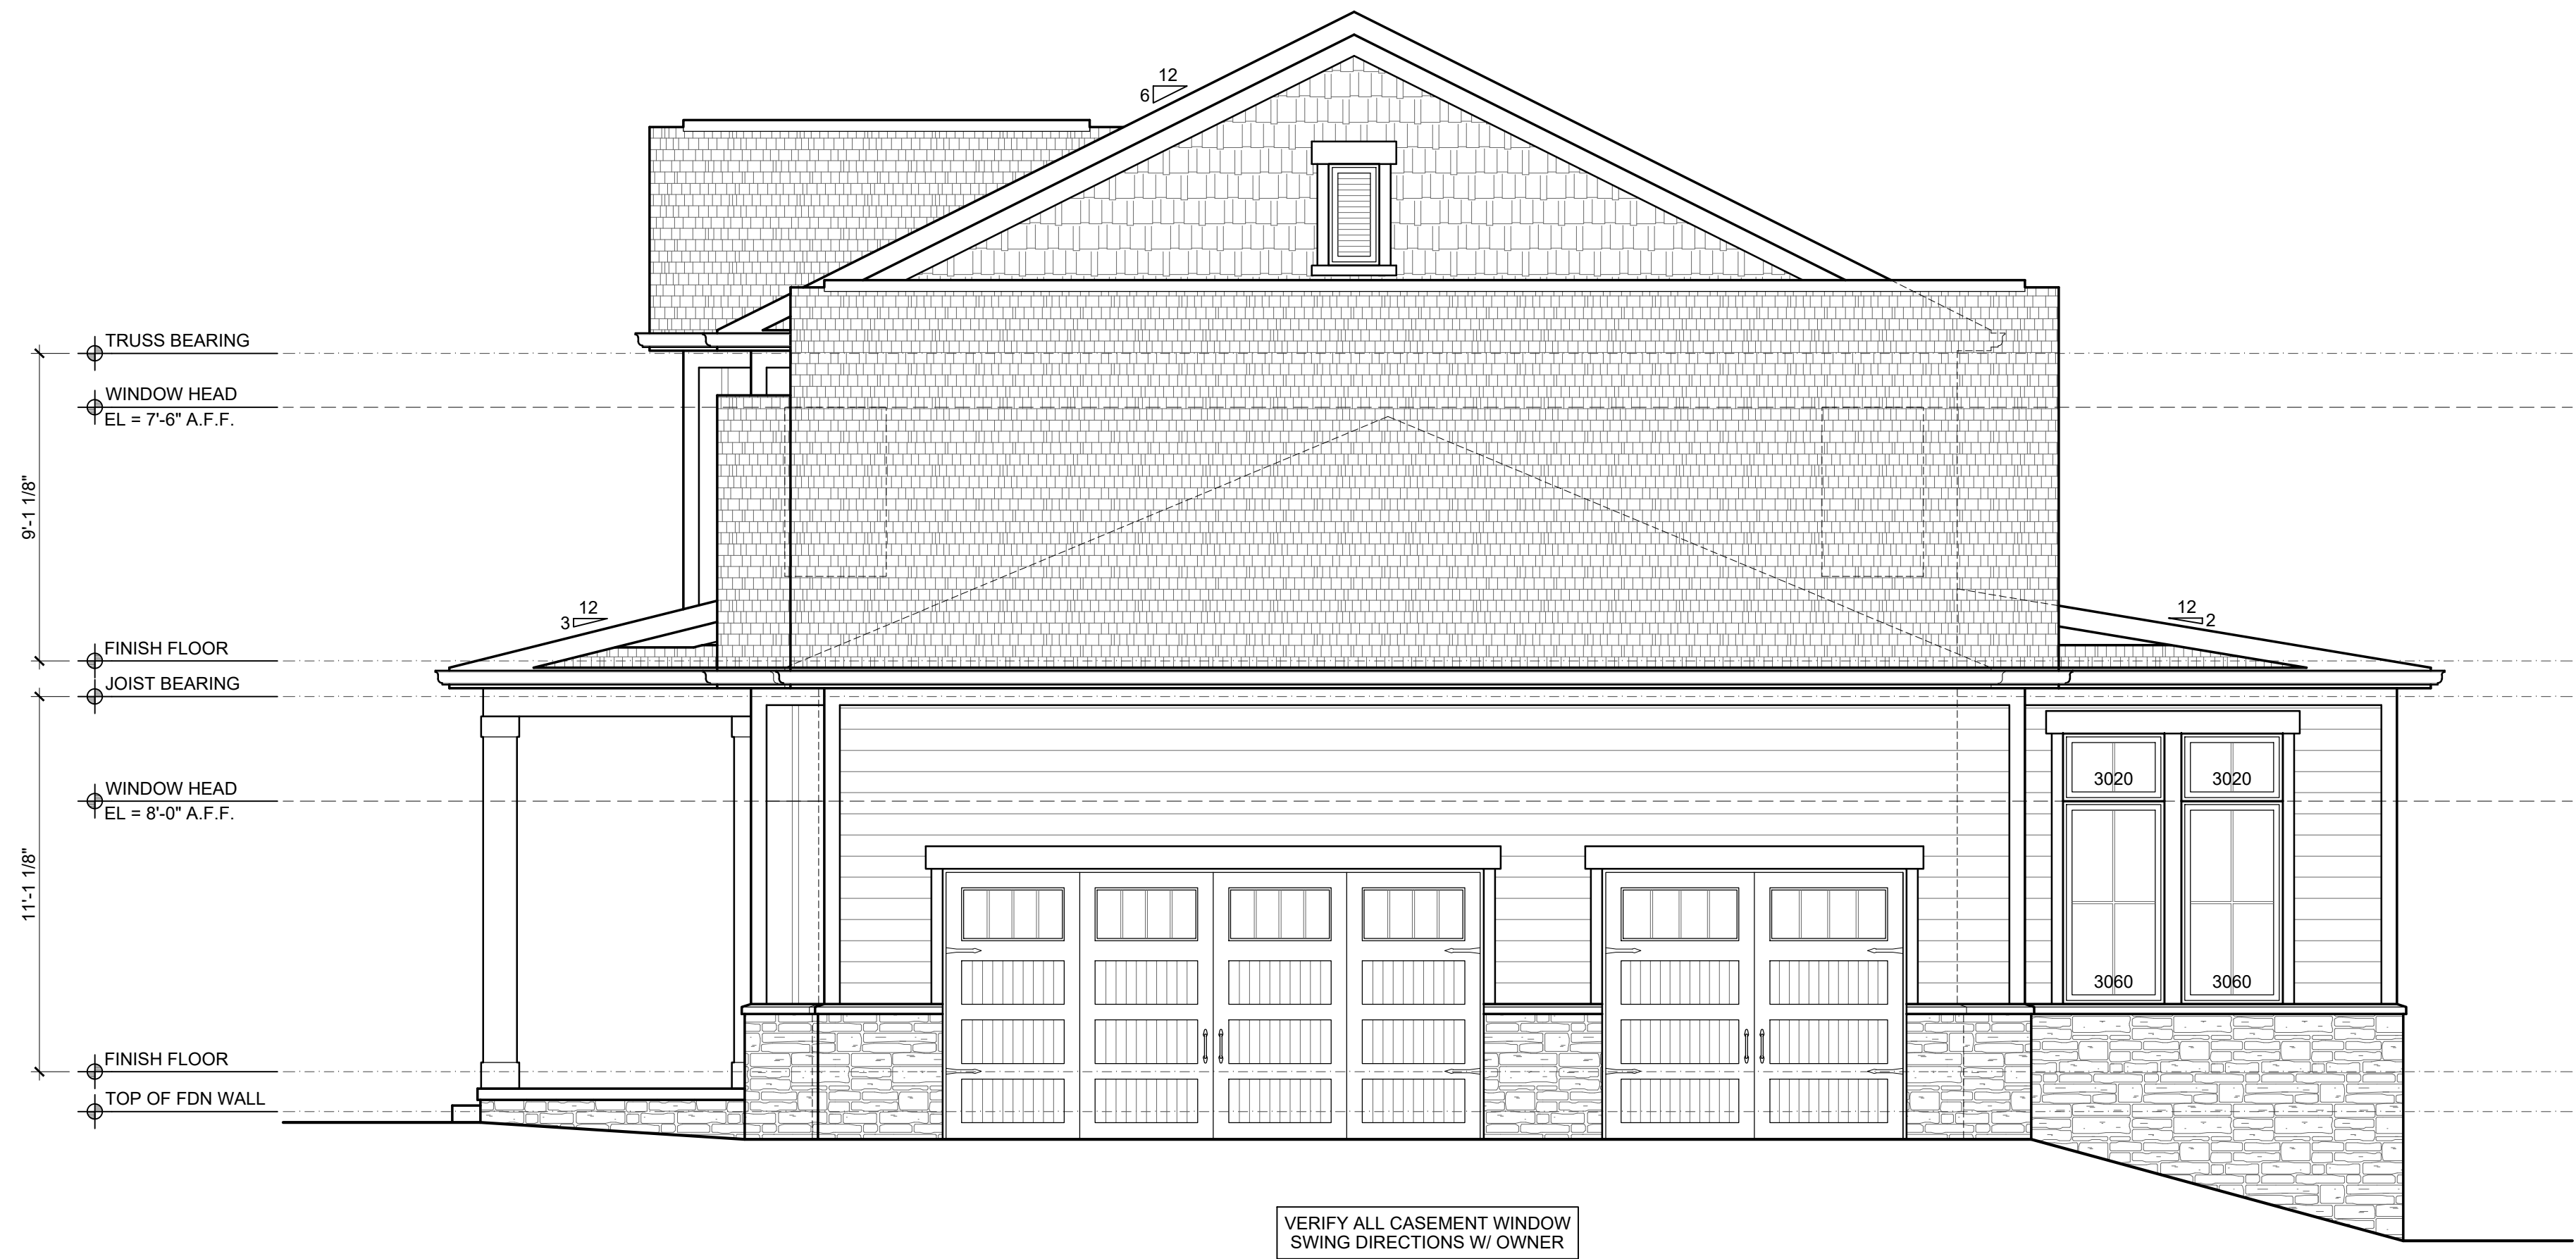 12
6
TRUSS BEARING
WINDOW HEAD
EL = 7'-6" A.F.F.
9'-1 1/8"
12
3
12
2
FINISH FLOOR
JOIST BEARING
WINDOW HEAD
EL = 8'-0" A.F.F.
3020
3020
11'-1 1/8"
3060
3060
FINISH FLOOR
TOP OF FDN WALL
VERIFY ALL CASEMENT WINDOW
SWING DIRECTIONS W/ OWNER